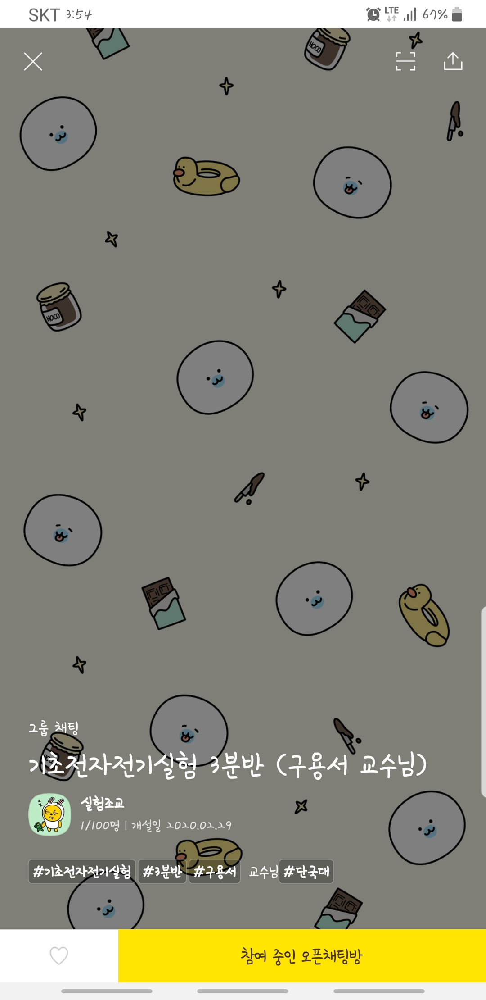 SKT 3:54 LTE 67%
HOCO
HOCO
그룹 채팅
기초전자전기실험 3분반 (구용서 교수님)
실험조교
1/100명 | 개설일 2020.02.29
#기초전자전기실험 #3분반 #구용서 교수님 #단국대
참여 중인 오픈채팅방